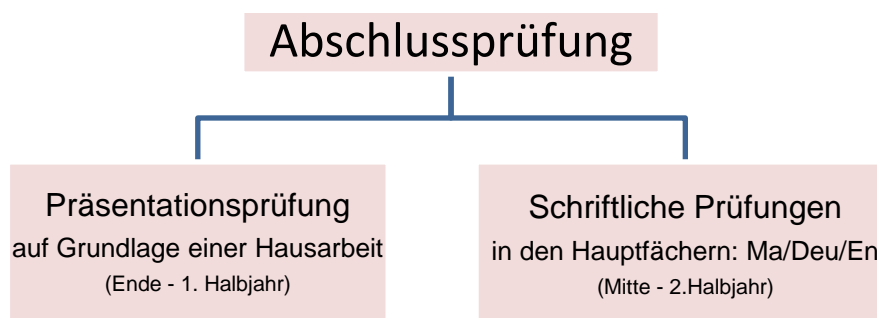 Abschlussprüfung
Präsentationsprüfung
auf Grundlage einer Hausarbeit
(Ende - 1. Halbjahr)
Schriftliche Prüfungen
in den Hauptfächern: Ma/Deu/En
(Mitte - 2.Halbjahr)